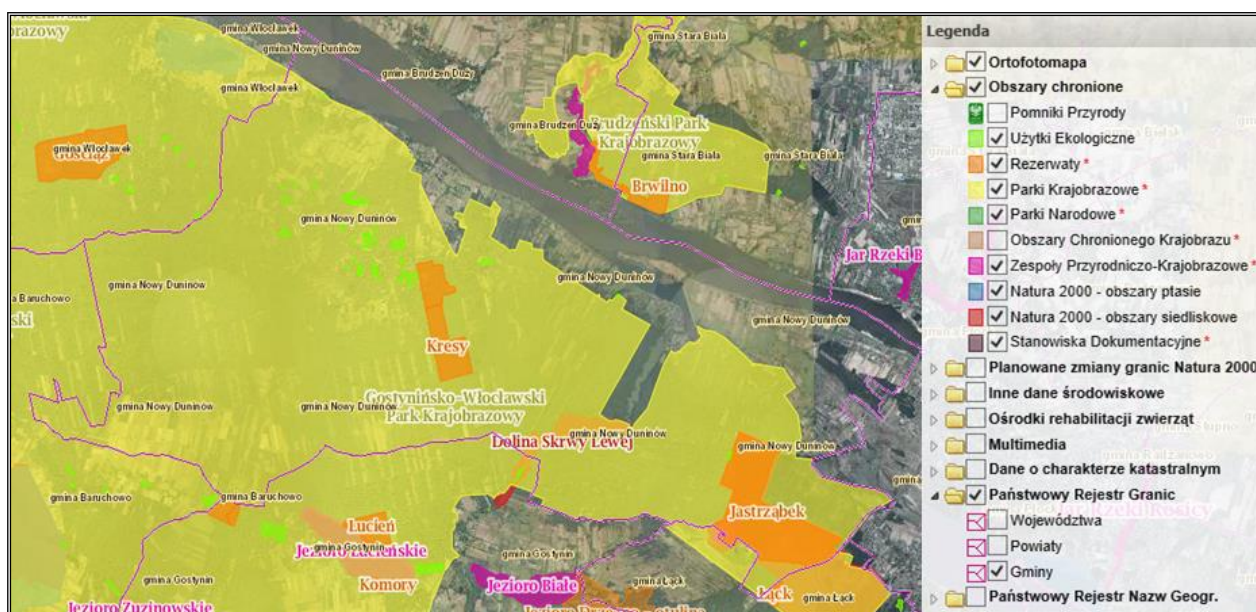 gmina Włocławek
gmina Nowy Duninów
gmina Stara Biała
Legenda
Ortofotomapa
Obszary chronione
Pomniki Przyrody
Użytki Ekologiczne
Rezerwaty *
Parki Krajobrazowe *
Parki Narodowe *
Obszary Chronionego Krajobrazu *
Zespoły Przyrodniczo-Krajobrazowe *
Natura 2000 - obszary ptasie
Natura 2000 - obszary siedliskowe
Stanowiska Dokumentacyjne *
Planowane zmiany granic Natura 2000
Inne dane środowiskowe
Ośrodki rehabilitacji zwierząt
Multimedia
Dane o charakterze katastralnym
Państwowy Rejestr Granic
Województwa
Powiaty
Gminy
Państwowy Rejestr Nazw Geogr.
gmina Brudzeń Duży
gmina Włocławek
gmina Brudzeń Duży
Brudzeński Park
Krajobrazowy
gmina Włocławek
gmina Stara Biała
gmina Stara Biała
Brwilno
gmina Nowy Duninów
Jar Rzeki B
gmina Nowy Duninów
gmina Nowy Duninów
a Baruchowo
gmina Nowy Duninów
Kresy
Gostynińsko-Włocławski
Park Krajobrazowy
gmina Nowy Duninów
gmina Nowy Duninów
gmina Nowy Duninów
Dolina Skrwy Lewej
gmina Nowy Duninów
gmina Baruchowo
gmina Baruchowo
Jastrząbek
Lucień
gmina Gostynin
gmina Gostynin
gmina Gostynin
Komory
Jezioro Białe
gmina Łąck
Łąck
gmina Łąck
Jezioro Zuzinowskie